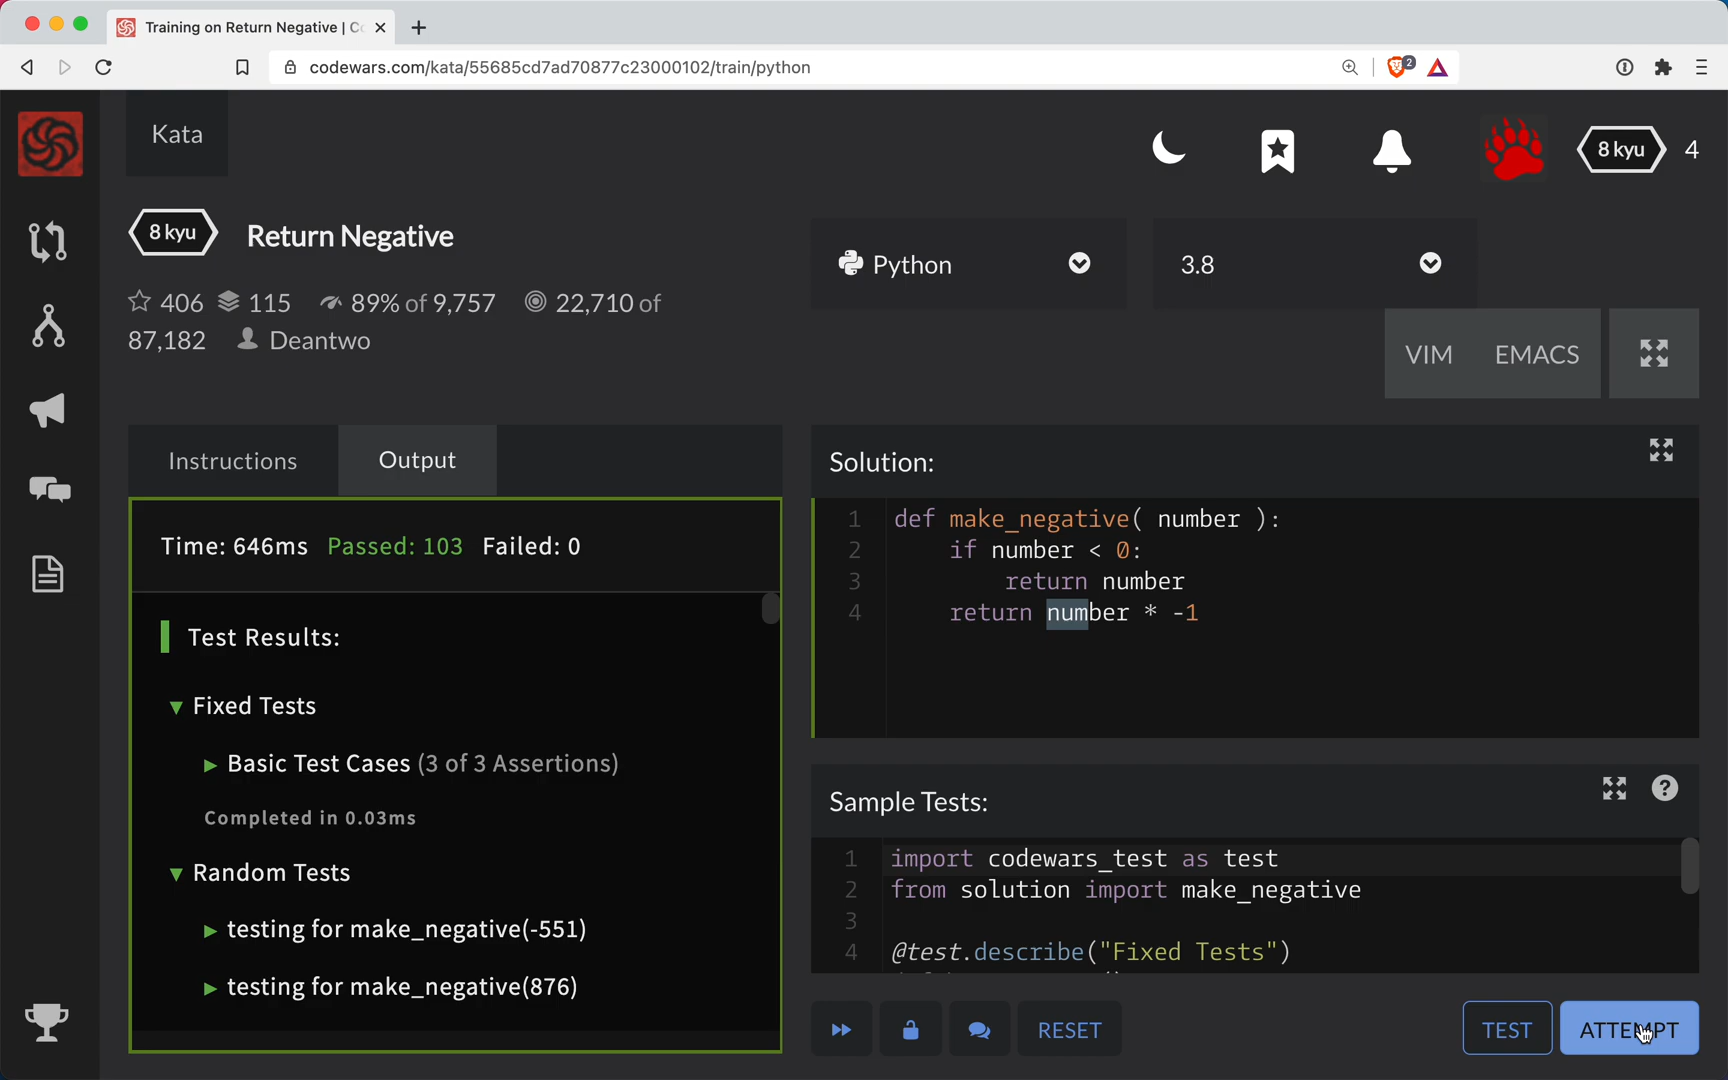 Training on Return Negative | Co
codewars.com/kata/55685cd7ad70877c23000102/train/python
2
Kata
8 kyu
4
8 kyu
Return Negative
406 115 89% of 9,757 22,710 of
87,182 Deantwo
Python
3.8
VIM EMACS
Instructions
Output
Time: 646ms Passed: 103 Failed: 0
Test Results:
▼ Fixed Tests
▶ Basic Test Cases (3 of 3 Assertions)
Completed in 0.03ms
▼ Random Tests
▶ testing for make_negative(-551)
▶ testing for make_negative(876)
Solution:
1 def make_negative( number ):
2 if number < 0:
3 return number
4 return number * -1
Sample Tests:
?
1 import codewars_test as test
2 from solution import make_negative
3
4 @test.describe("Fixed Tests")
RESET
TEST
ATTEMPT